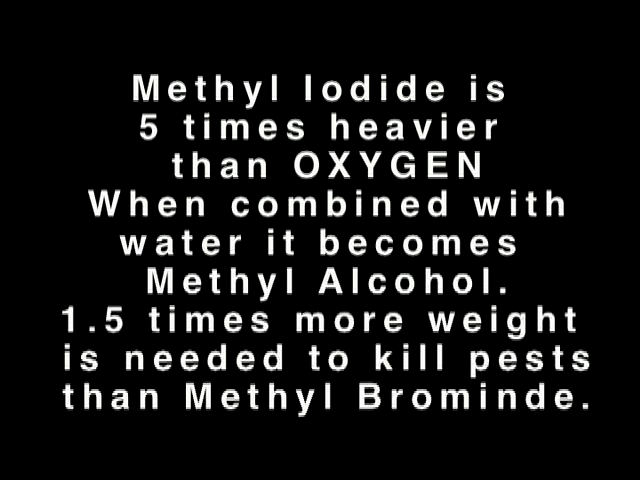 Methyl Iodide is
5 times heavier
than OXYGEN
When combined with
water it becomes
Methyl Alcohol.
1.5 times more weight
is needed to kill pests
than Methyl Brominde.